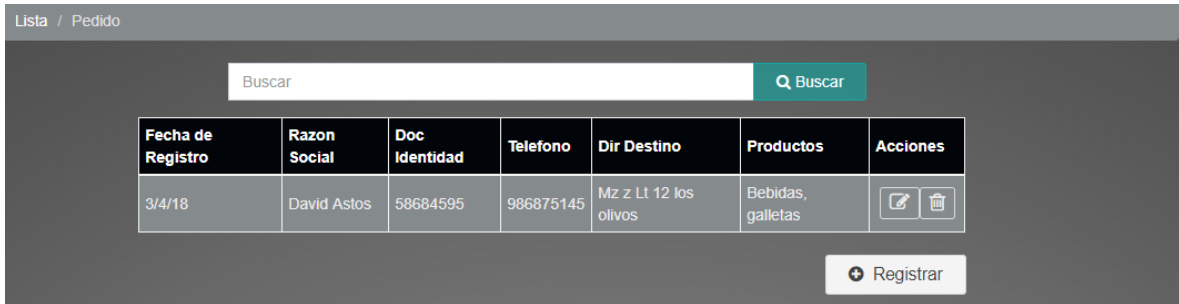 Lista / Pedido
Buscar
Buscar
Fecha de Registro Razon Social Doc Identidad Telefono Dir Destino Productos Acciones
3/4/18 David Astos 58684595 986875145 Mz z Lt 12 los olivos Bebidas, galletas
Registrar